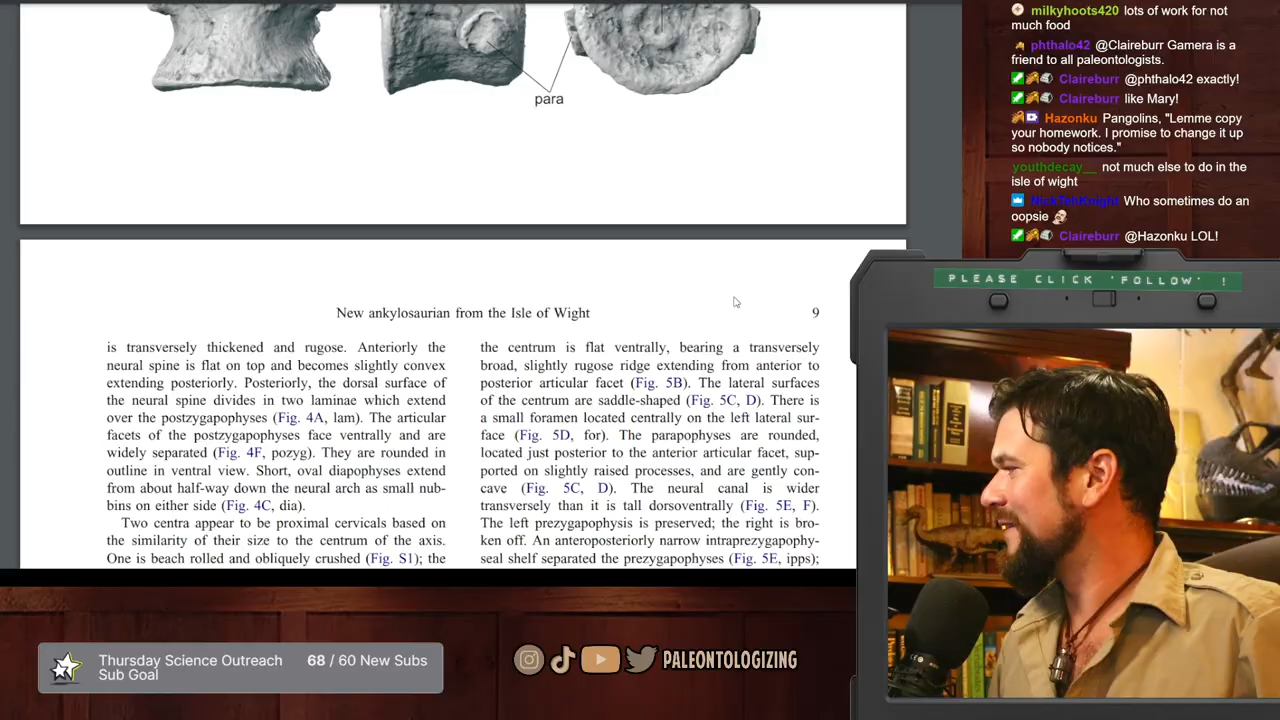 para
New ankylosaurian from the Isle of Wight 9
is transversely thickened and rugose. Anteriorly the
neural spine is flat on top and becomes slightly convex
extending posteriorly. Posteriorly, the dorsal surface of
the neural spine divides in two laminae which extend
over the postzygapophyses (Fig. 4A, lam). The articular
facets of the postzygapophyses face ventrally and are
widely separated (Fig. 4F, pozyg). They are rounded in
outline in ventral view. Short, oval diapophyses extend
from about half-way down the neural arch as small nub-
bins on either side (Fig. 4C, dia).
Two centra appear to be proximal cervicals based on
the similarity of their size to the centrum of the axis.
One is beach rolled and obliquely crushed (Fig. S1); the
the centrum is flat ventrally, bearing a transversely
broad, slightly rugose ridge extending from anterior to
posterior articular facet (Fig. 5B). The lateral surfaces
of the centrum are saddle-shaped (Fig. 5C, D). There is
a small foramen located centrally on the left lateral sur-
face (Fig. 5D, for). The parapophyses are rounded,
located just posterior to the anterior articular facet, sup-
ported on slightly raised processes, and are gently con-
cave (Fig. 5C, D). The neural canal is wider
transversely than it is tall dorsoventrally (Fig. 5E, F).
The left prezygapophysis is preserved; the right is bro-
ken off. An anteroposteriorly narrow intraprezygapophy-
seal shelf separated the prezygapophyses (Fig. 5E, ipps);
milkyhoots420 lots of work for not
much food
phthalo42 @Claireburr Gamera is a
friend to all paleontologists.
Claireburr @phthalo42 exactly!
Claireburr like Mary!
Hazonku Pangolins, "Lemme copy
your homework. I promise to change it up
so nobody notices."
youthdecay__ not much else to do in the
isle of wight
NickTehKnight Who sometimes do an
oopsie
Claireburr @Hazonku LOL!
PLEASE CLICK 'FOLLOW' !
Thursday Science Outreach 68 / 60 New Subs
Sub Goal
PALEONTOLOGIZING